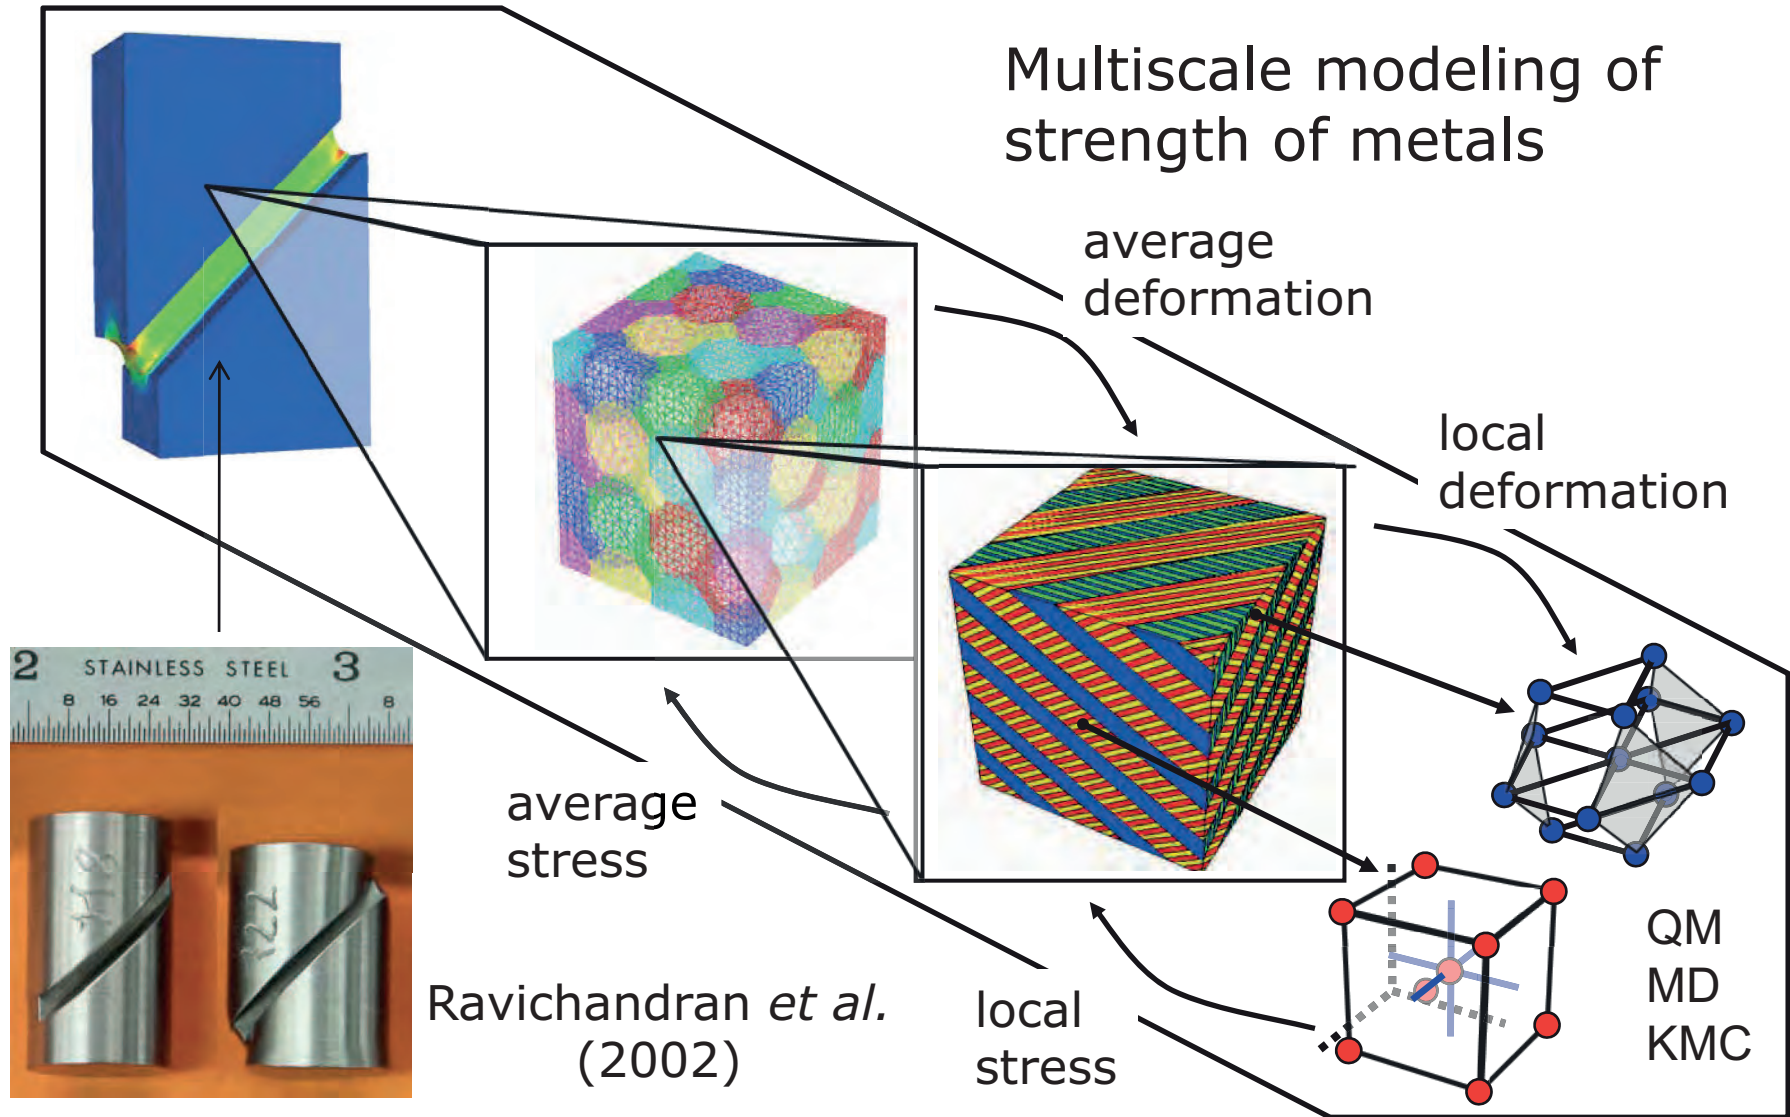 Multiscale modeling of
strength of metals
average
deformation
local
deformation
2 STAINLESS STEEL 3
8 16 24 32 40 48 56 8
322
average
stress
Ravichandran et al.
(2002)
local
stress
QM
MD
KMC